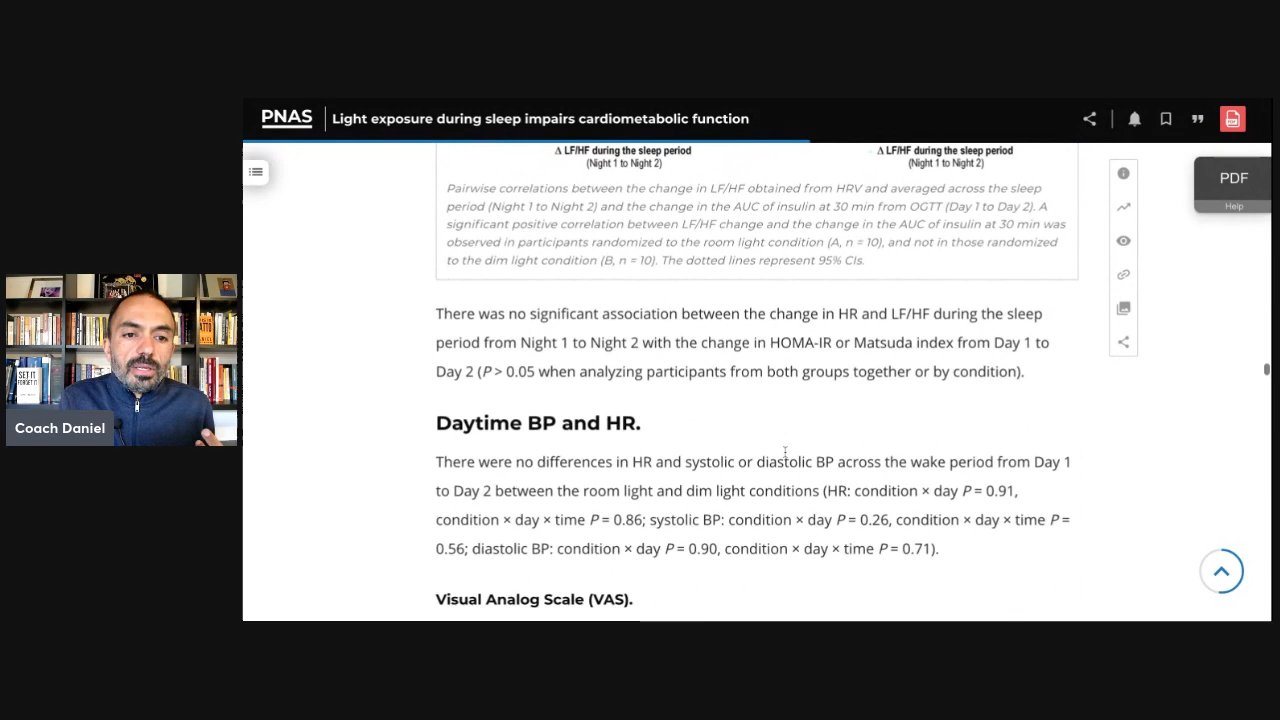 PNAS
Light exposure during sleep impairs cardiometabolic function
Δ LF/HF during the sleep period
(Night 1 to Night 2)
Δ LF/HF during the sleep period
(Night 1 to Night 2)
PDF
Help
Pairwise correlations between the change in LF/HF obtained from HRV and averaged across the sleep
period (Night 1 to Night 2) and the change in the AUC of insulin at 30 min from OGTT (Day 1 to Day 2). A
significant positive correlation between LF/HF change and the change in the AUC of insulin at 30 min was
observed in participants randomized to the room light condition (A, n = 10), and not in those randomized
to the dim light condition (B, n = 10). The dotted lines represent 95% CIs.
There was no significant association between the change in HR and LF/HF during the sleep
period from Night 1 to Night 2 with the change in HOMA-IR or Matsuda index from Day 1 to
Day 2 (P > 0.05 when analyzing participants from both groups together or by condition).
Daytime BP and HR.
There were no differences in HR and systolic or diastolic BP across the wake period from Day 1
to Day 2 between the room light and dim light conditions (HR: condition × day P = 0.91,
condition × day × time P = 0.86; systolic BP: condition × day P = 0.26, condition × day × time P =
0.56; diastolic BP: condition × day P = 0.90, condition × day × time P = 0.71).
Visual Analog Scale (VAS).
SET IT
FORGET IT
Coach Daniel